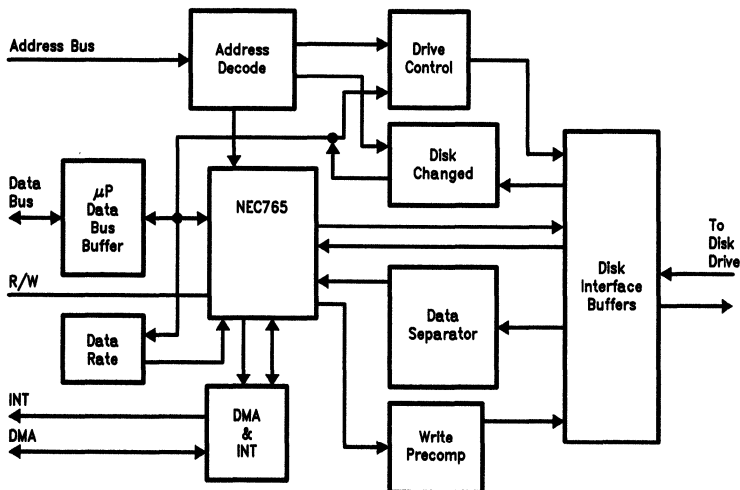 Address Bus
Address
Decode
Drive
Control
Disk
Changed
Data
Bus
μP
Data
Bus
Buffer
NEC765
To
Disk
Drive
Disk
Interface
Buffers
R/W
Data
Separator
Data
Rate
INT
DMA
DMA
&
INT
Write
Precomp